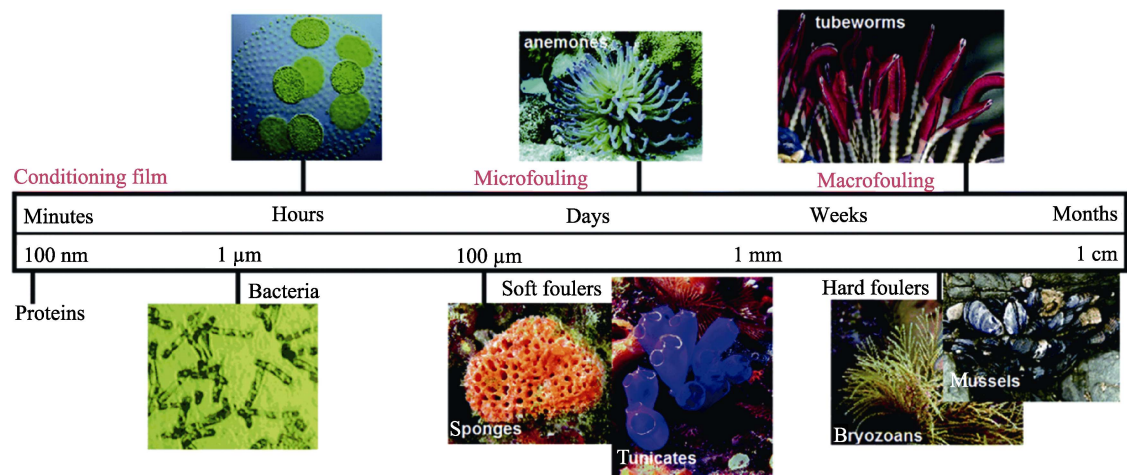 anemones
tubeworms
Conditioning film
Microfouling
Macrofouling
Minutes
Hours
Days
Weeks
Months
100 nm
1 μm
100 μm
1 mm
1 cm
Proteins
Bacteria
Soft foulers
Hard foulers
Sponges
Tunicates
Bryozoans
Mussels